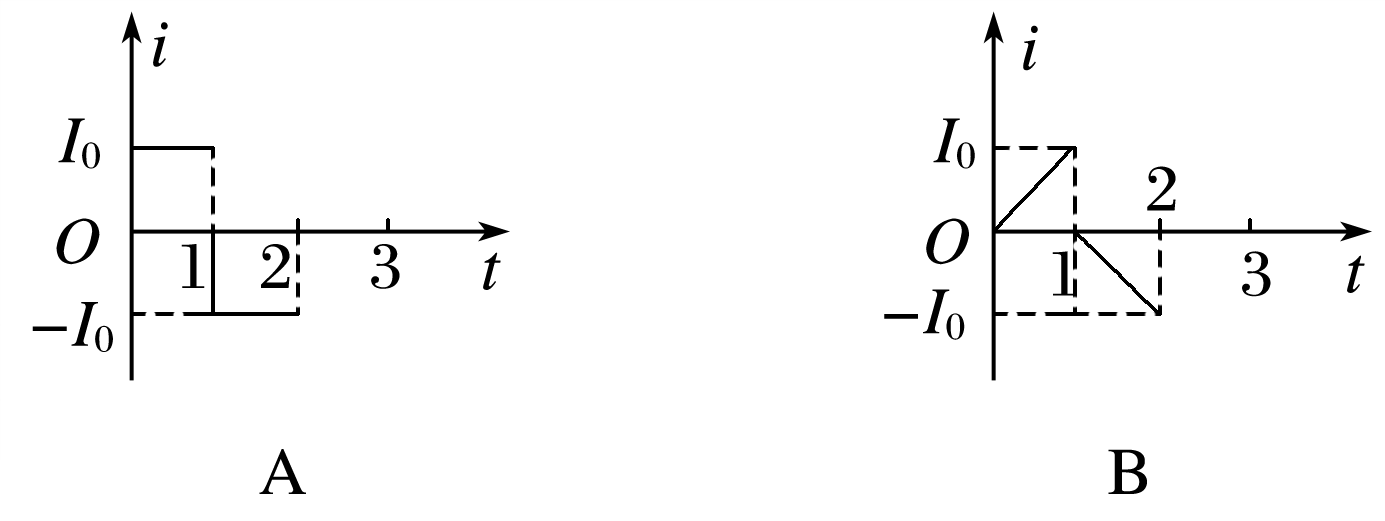 i i
I₀ I₀
2
O 1 2 3 t O 1 3 t
−I₀ −I₀
A B